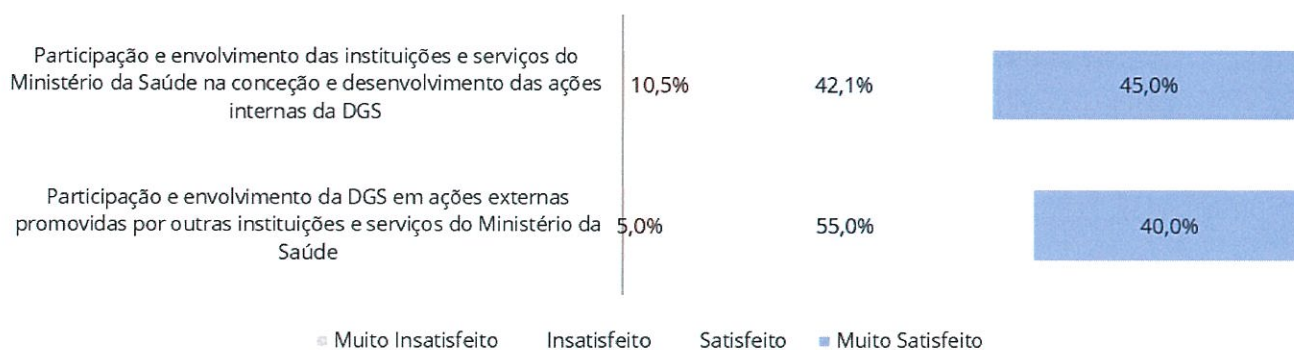 Participação e envolvimento das instituições e serviços do
Ministério da Saúde na conceção e desenvolvimento das ações
internas da DGS
10,5%
42,1%
45,0%
Participação e envolvimento da DGS em ações externas
promovidas por outras instituições e serviços do Ministério da
Saúde
5,0%
55,0%
40,0%
Muito Insatisfeito
Insatisfeito
Satisfeito
Muito Satisfeito